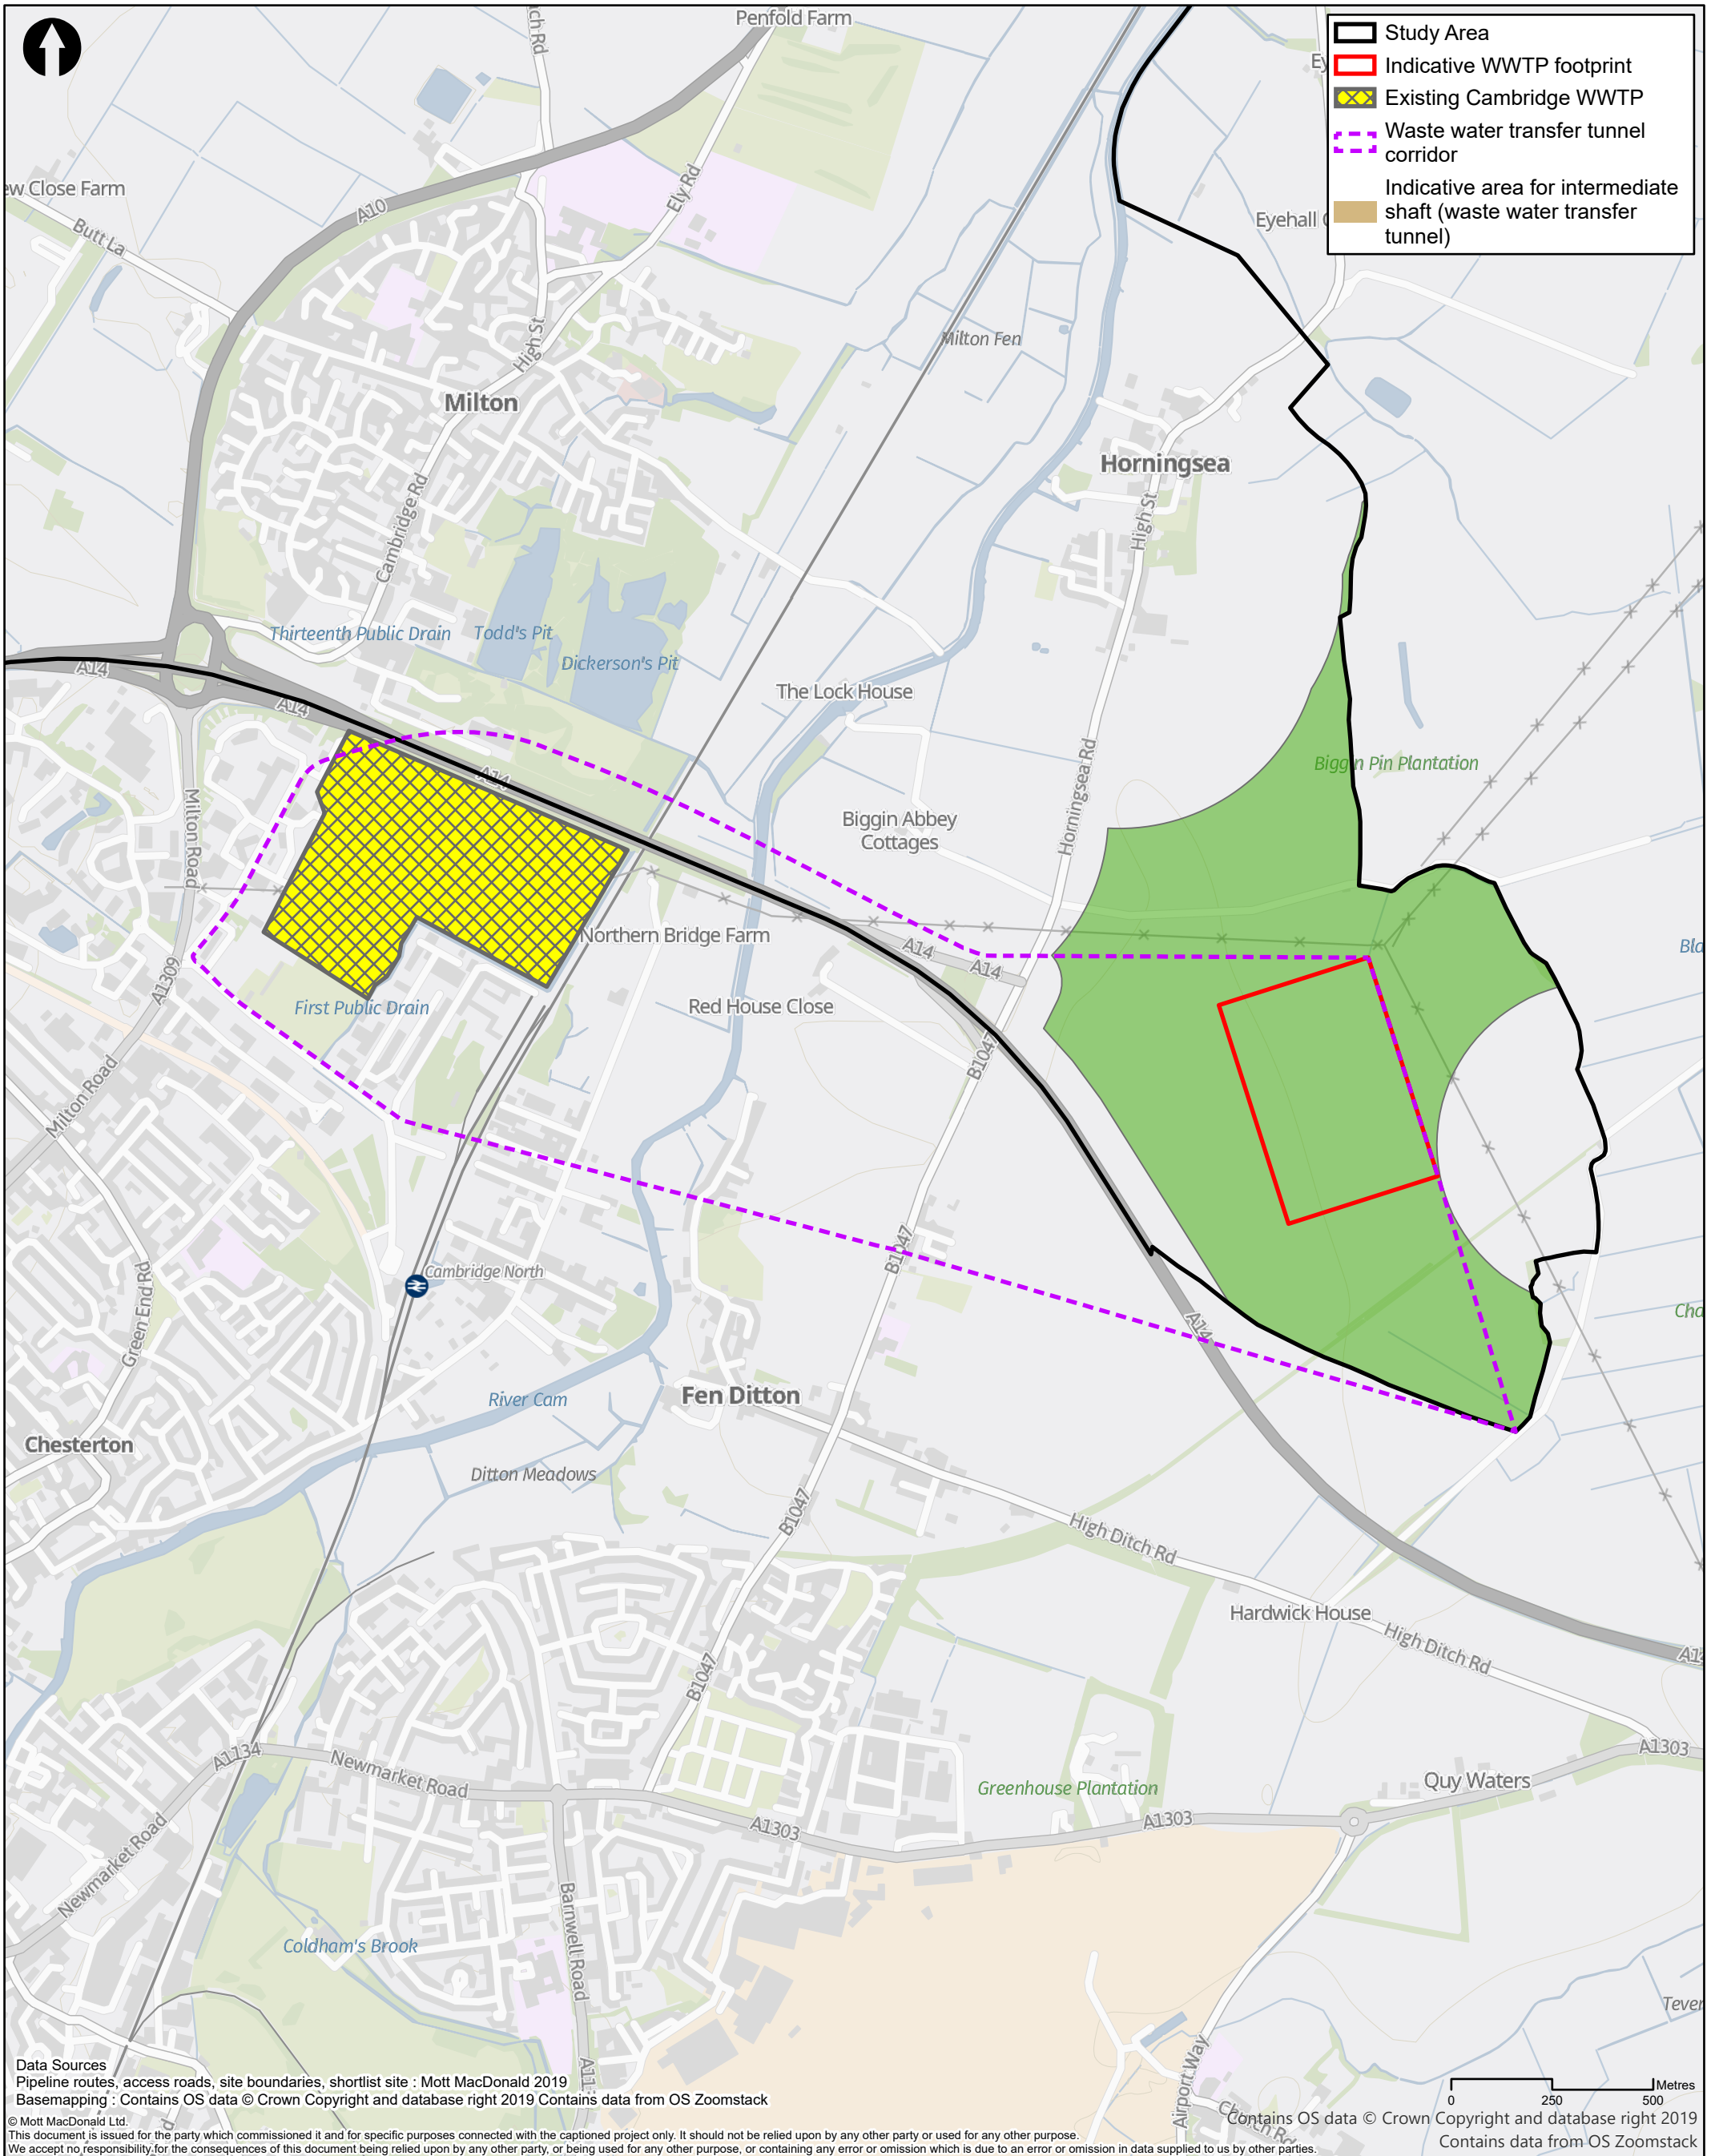 Penfold Farm
Study Area
Indicative WWTP footprint
Existing Cambridge WWTP
Waste water transfer tunnel
corridor
Indicative area for intermediate
shaft (waste water transfer
tunnel)
Ely Rd
A10
Butt La
Eyehall
High St
Milton Fen
Milton
Horningsea
High St
Cambridge Rd
Thirteenth Public Drain
Todd's Pit
Dickerson's Pit
A14
A14
The Lock House
Horningsea Rd
Biggin Pin Plantation
A14
Milton Road
Biggin Abbey
Cottages
Northern Bridge Farm
A14
A14
A1309
First Public Drain
Red House Close
B1047
Milton Road
B1047
Cambridge North
Green End Rd
A14
Fen Ditton
River Cam
Chesterton
Ditton Meadows
B1047
High Ditch Rd
Hardwick House
High Ditch Rd
B1047
A1134
Newmarket Road
A1303
Quy Waters
Greenhouse Plantation
A1303
A1303
Newmarket Road
Barnwell Road
Coldham's Brook
Airport Way
Church Rd
Data Sources
Pipeline routes, access roads, site boundaries, shortlist site : Mott MacDonald 2019
Basemapping : Contains OS data © Crown Copyright and database right 2019 Contains data from OS Zoomstack
Metres
0 250 500
Contains OS data © Crown Copyright and database right 2019
Contains data from OS Zoomstack
© Mott MacDonald Ltd.
This document is issued for the party which commissioned it and for specific purposes connected with the captioned project only. It should not be relied upon by any other party or used for any other purpose.
We accept no responsibility for the consequences of this document being relied upon by any other party, or being used for any other purpose, or containing any error or omission which is due to an error or omission in data supplied to us by other parties.